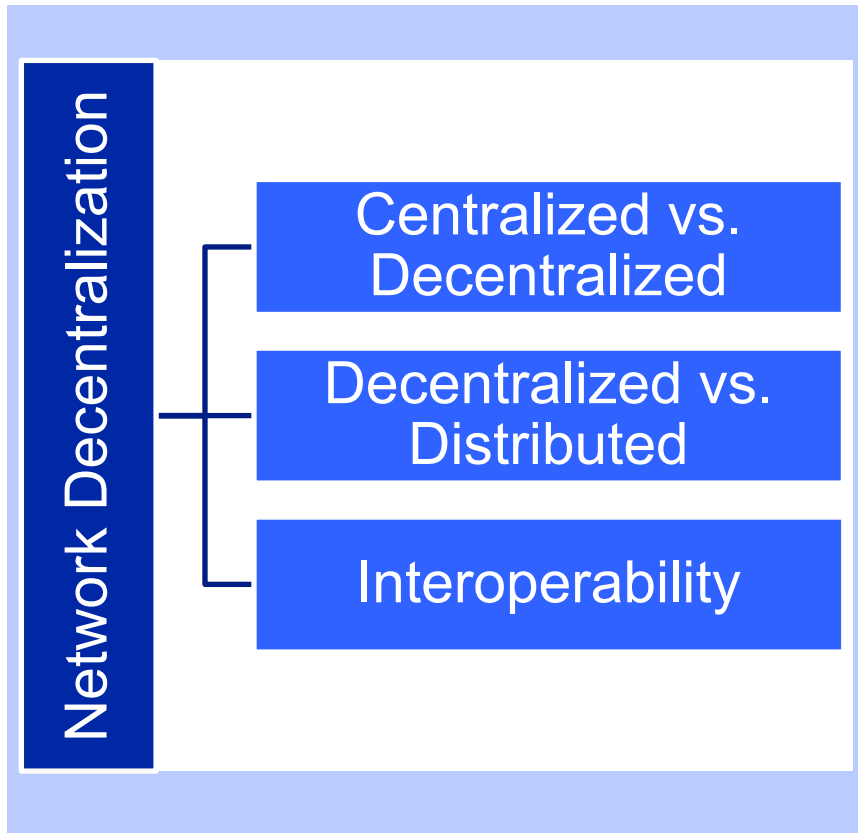 Network Decentralization
Centralized vs.
Decentralized
Decentralized vs.
Distributed
Interoperability